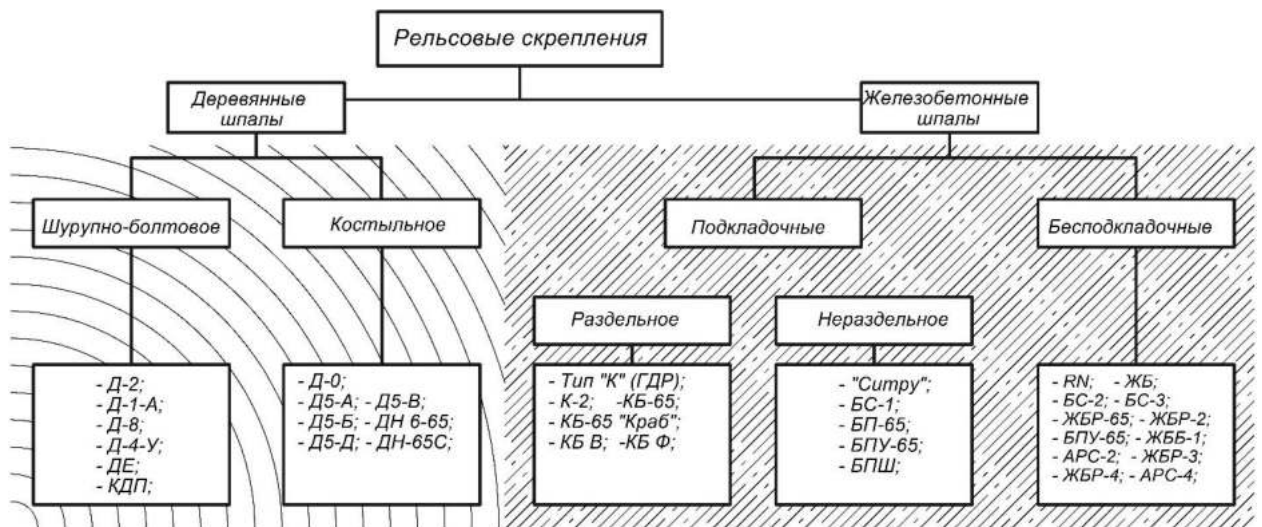 Рельсовые скрепления
Деревянные
шпалы
Железобетонные
шпалы
Шурупно-болтовое
Костыльное
Подкладочные
Бесподкладочные
Раздельное
Нераздельное
- Д-2;
- Д-1-А;
- Д-8;
- Д-4-У;
- ДЕ;
- КДП;
- Д-0;
- Д5-А; - Д5-В;
- Д5-Б; - ДН 6-65;
- Д5-Д; - ДН-65С;
- Тип "К" (ГДР);
- К-2; -КБ-65;
- КБ-65 "Краб";
- КБ В; -КБ Ф;
- "Ситру";
- БС-1;
- БП-65;
- БПУ-65;
- БПШ;
- RN; - ЖБ;
- БС-2; - БС-3;
- ЖБР-65; - ЖБР-2;
- БПУ-65; - ЖББ-1;
- АРС-2; - ЖБР-3;
- ЖБР-4; - АРС-4;